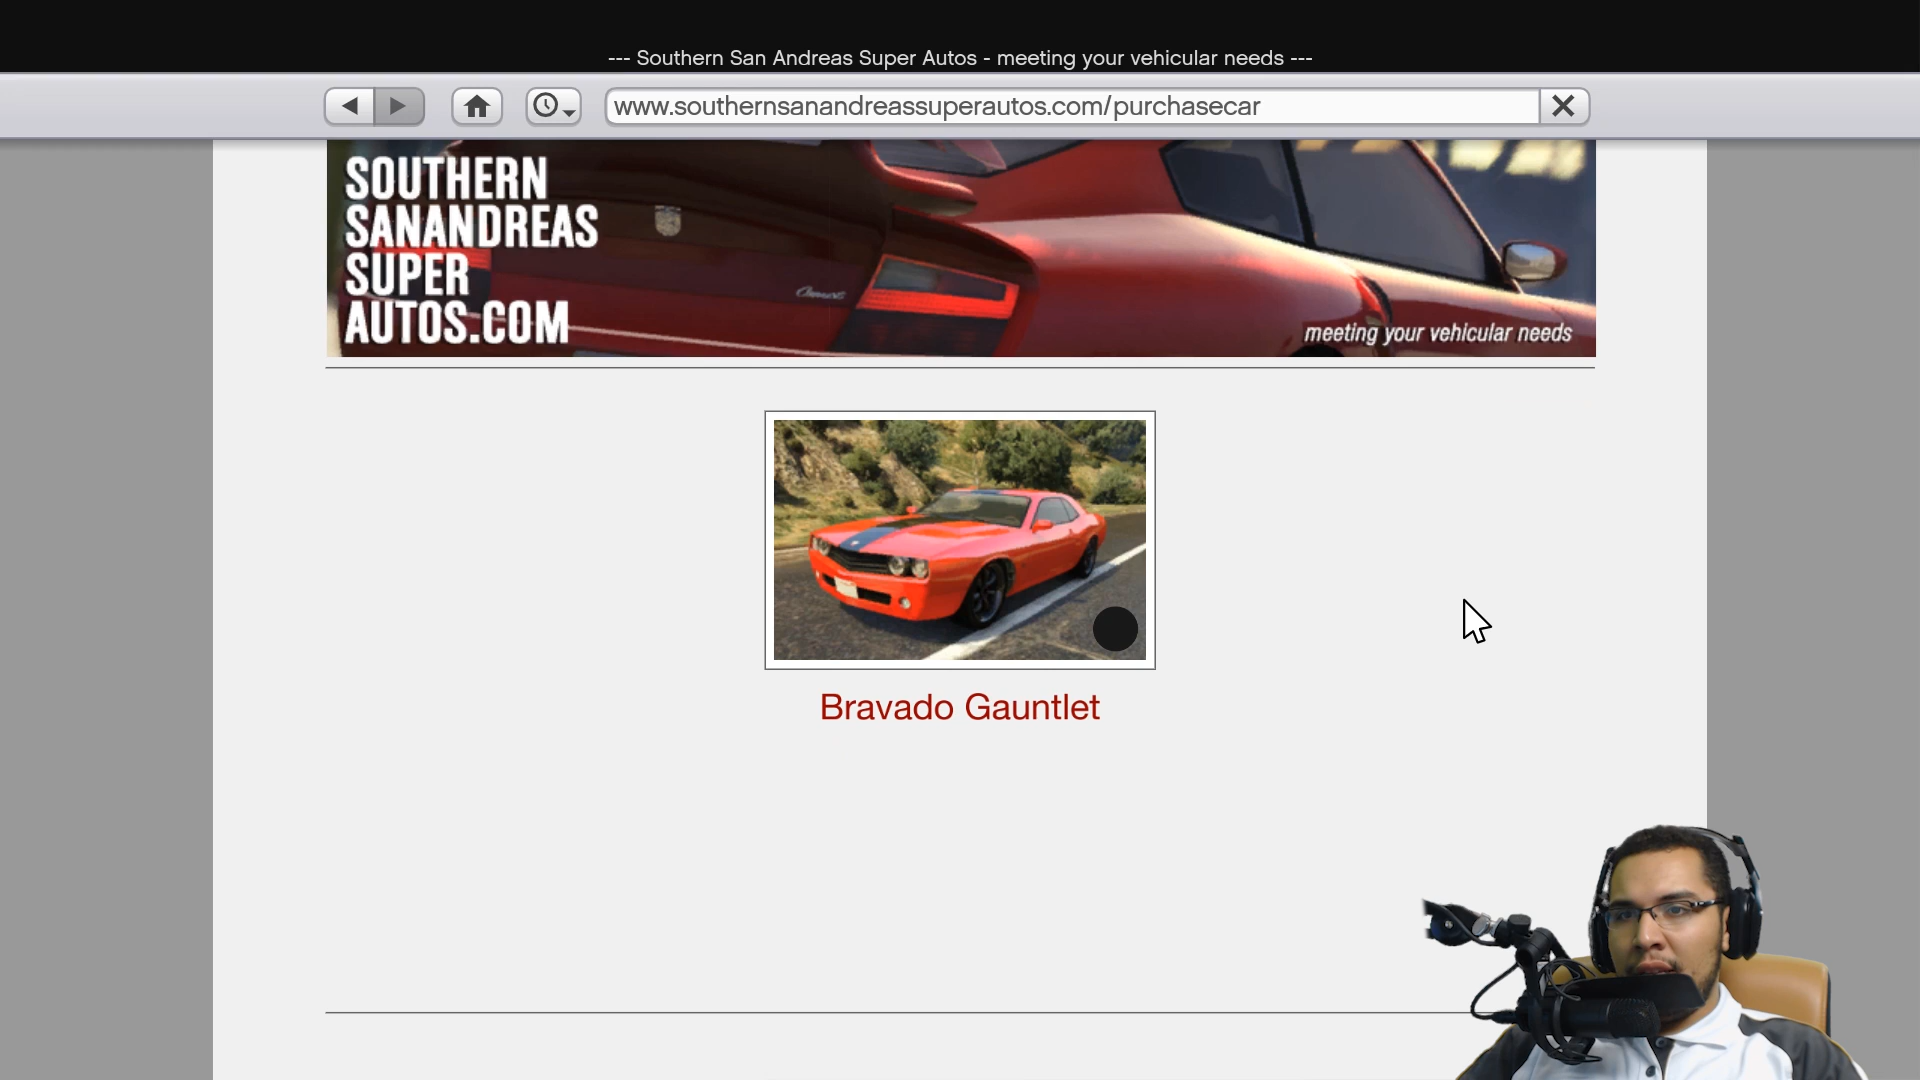 --- Southern San Andreas Super Autos - meeting your vehicular needs ---
www.southernsanandreassuperautos.com/purchasecar
SOUTHERN
SANANDREAS
SUPER
AUTOS.COM
meeting your vehicular needs
Bravado Gauntlet